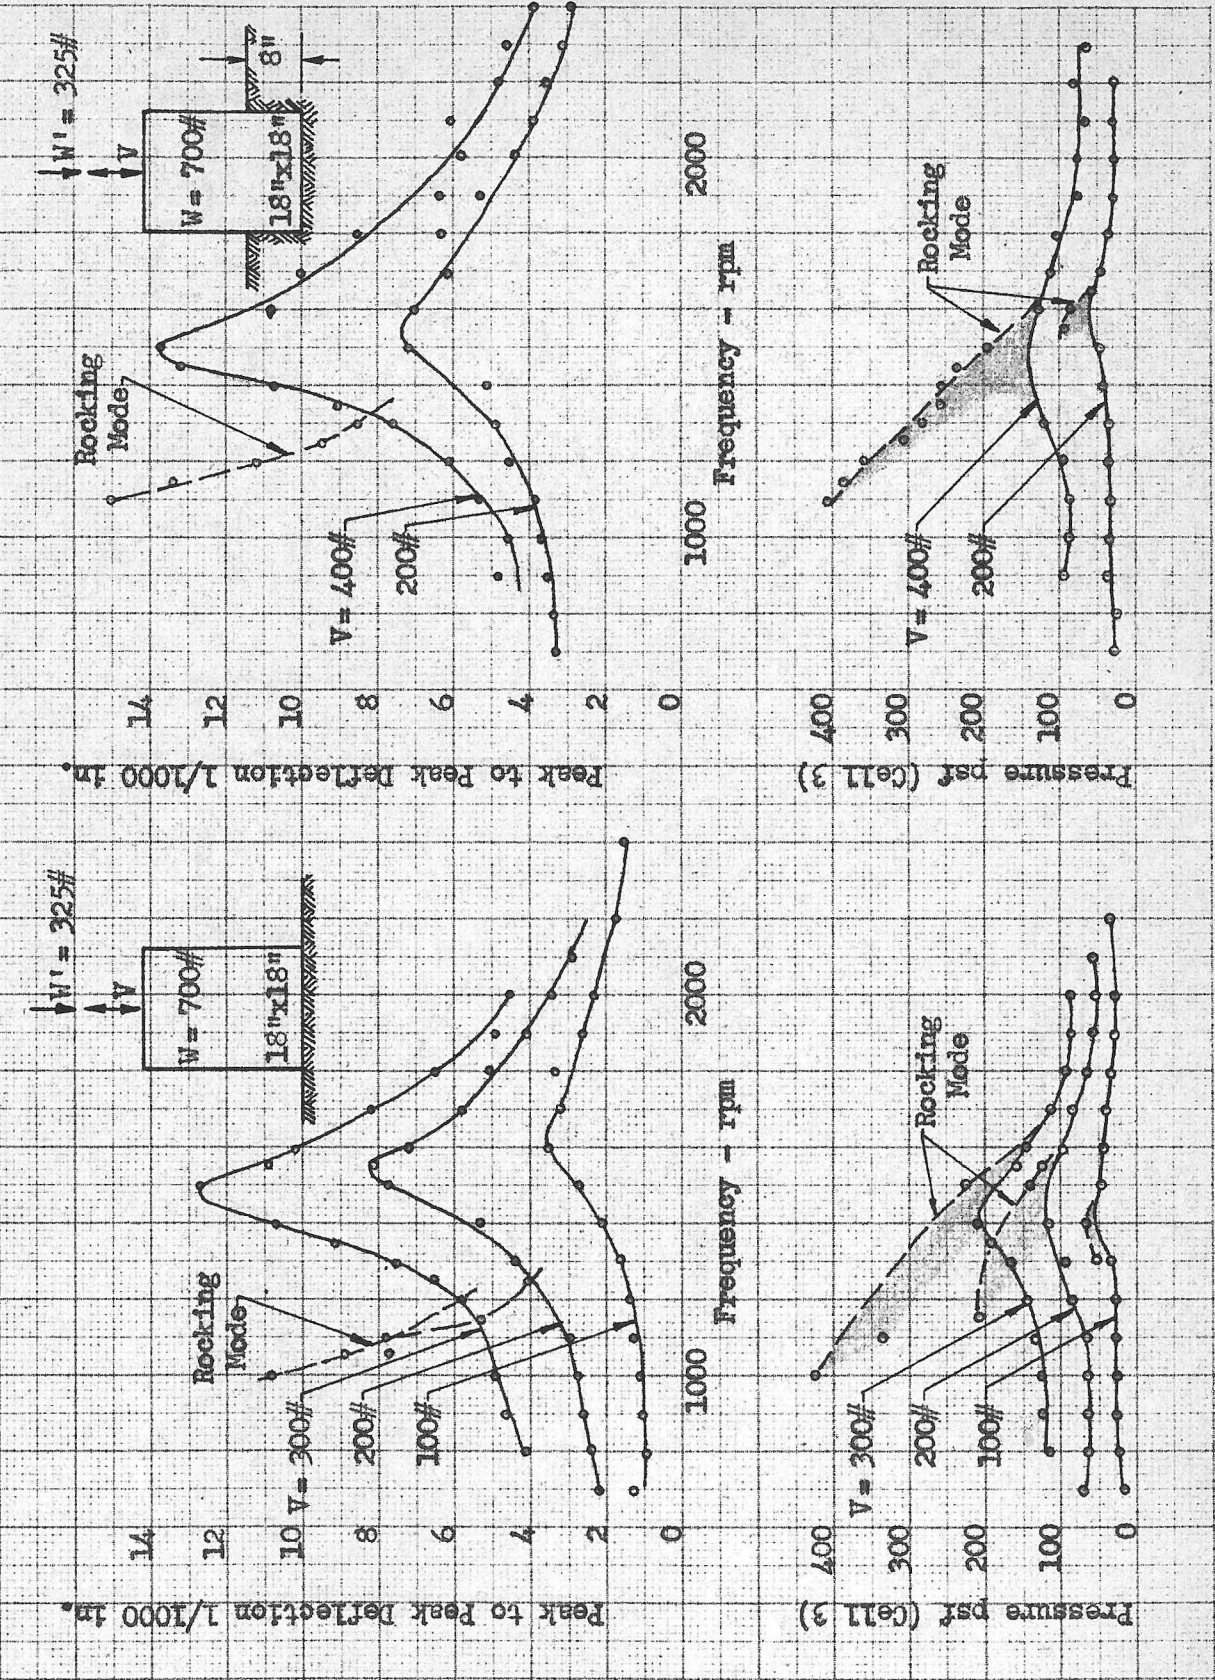 W' = 325#
V
W = 700#
18"x18"
Peak to Peak Deflection 1/1000 in.
14
12
10
8
6
4
2
0
Rocking
Mode
V = 300#
200#
100#
1000
2000
Frequency - rpm
Pressure psf (Cell 3)
400
300
200
100
0
Rocking
Mode
V = 300#
200#
100#
W' = 325#
V
W = 700#
18"x18"
8"
Peak to Peak Deflection 1/1000 in.
14
12
10
8
6
4
2
0
Rocking
Mode
V = 400#
200#
1000
2000
Frequency - rpm
Pressure psf (Cell 3)
400
300
200
100
0
Rocking
Mode
V = 400#
200#